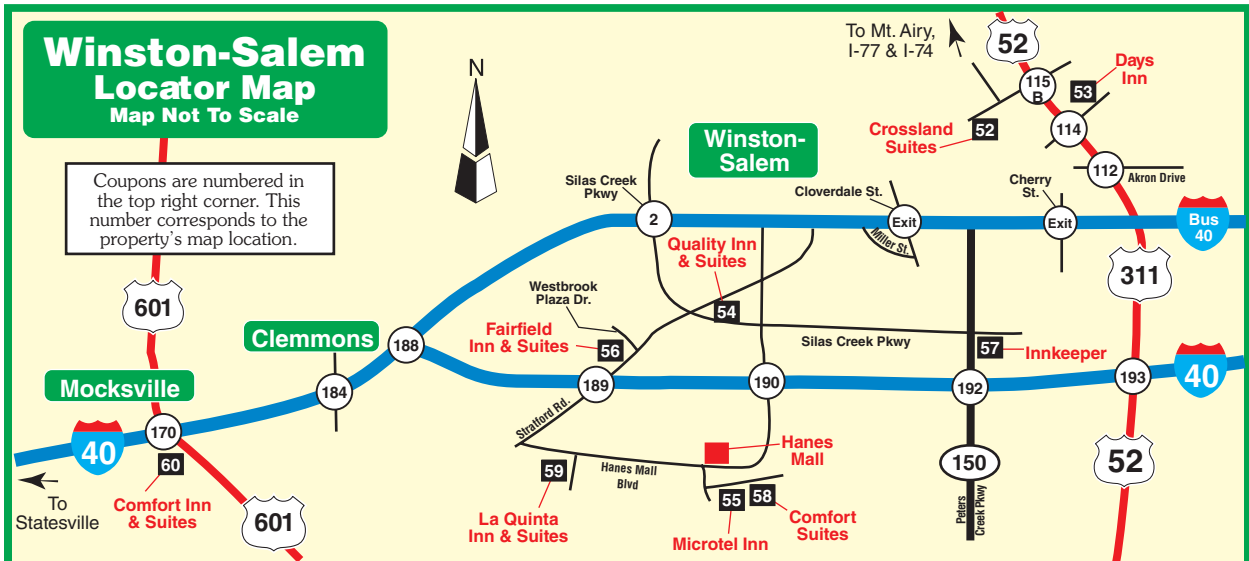 Winston-Salem
Locator Map
Map Not To Scale
Coupons are numbered in
the top right corner. This
number corresponds to the
property's map location.
N
To Mt. Airy,
I-77 & I-74
52
115
B
53
Days
Inn
52
Crossland
Suites
114
112
Akron Drive
Winston-
Salem
Silas Creek
Pkwy
2
Cloverdale St.
Exit
Miller St.
Cherry
St.
Exit
Bus
40
311
Quality Inn
& Suites
54
Westbrook
Plaza Dr.
Fairfield
Inn & Suites
56
Silas Creek Pkwy
57
Innkeeper
601
Clemmons
188
184
Mocksville
170
40
60
Comfort Inn
& Suites
To
Statesville
601
189
190
192
193
40
Stratford Rd.
Hanes Mall
Blvd
Hanes
Mall
59
La Quinta
Inn & Suites
55
58
Microtel Inn
Comfort
Suites
150
Peters
Creek Pkwy
52